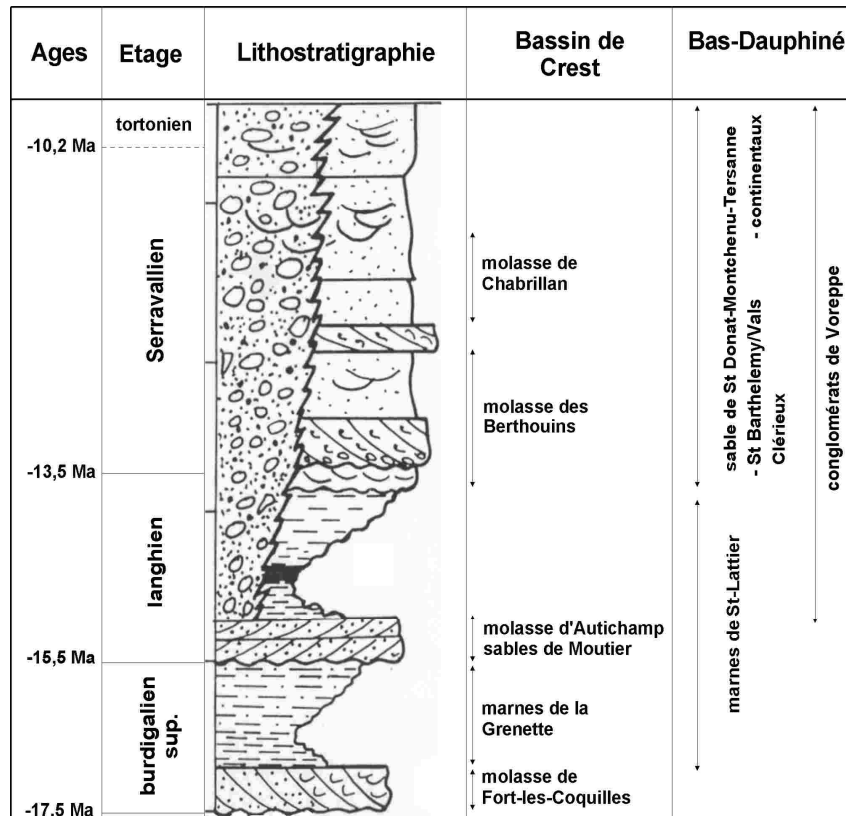 Ages
Etage
Lithostratigraphie
Bassin de
Crest
Bas-Dauphiné
tortonien
-10,2 Ma
Serravallien
-13,5 Ma
langhien
-15,5 Ma
burdigalien
sup.
-17,5 Ma
molasse de
Chabrillan
molasse des
Berthouins
molasse d'Autichamp
sables de Moutier
marnes de la
Grenette
molasse de
Fort-les-Coquilles
sable de St Donat-Montchenu-Tersanne
- St Barthelemy/Vals - continentaux
Clérieux
marnes de St-Lattier
conglomérats de Voreppe